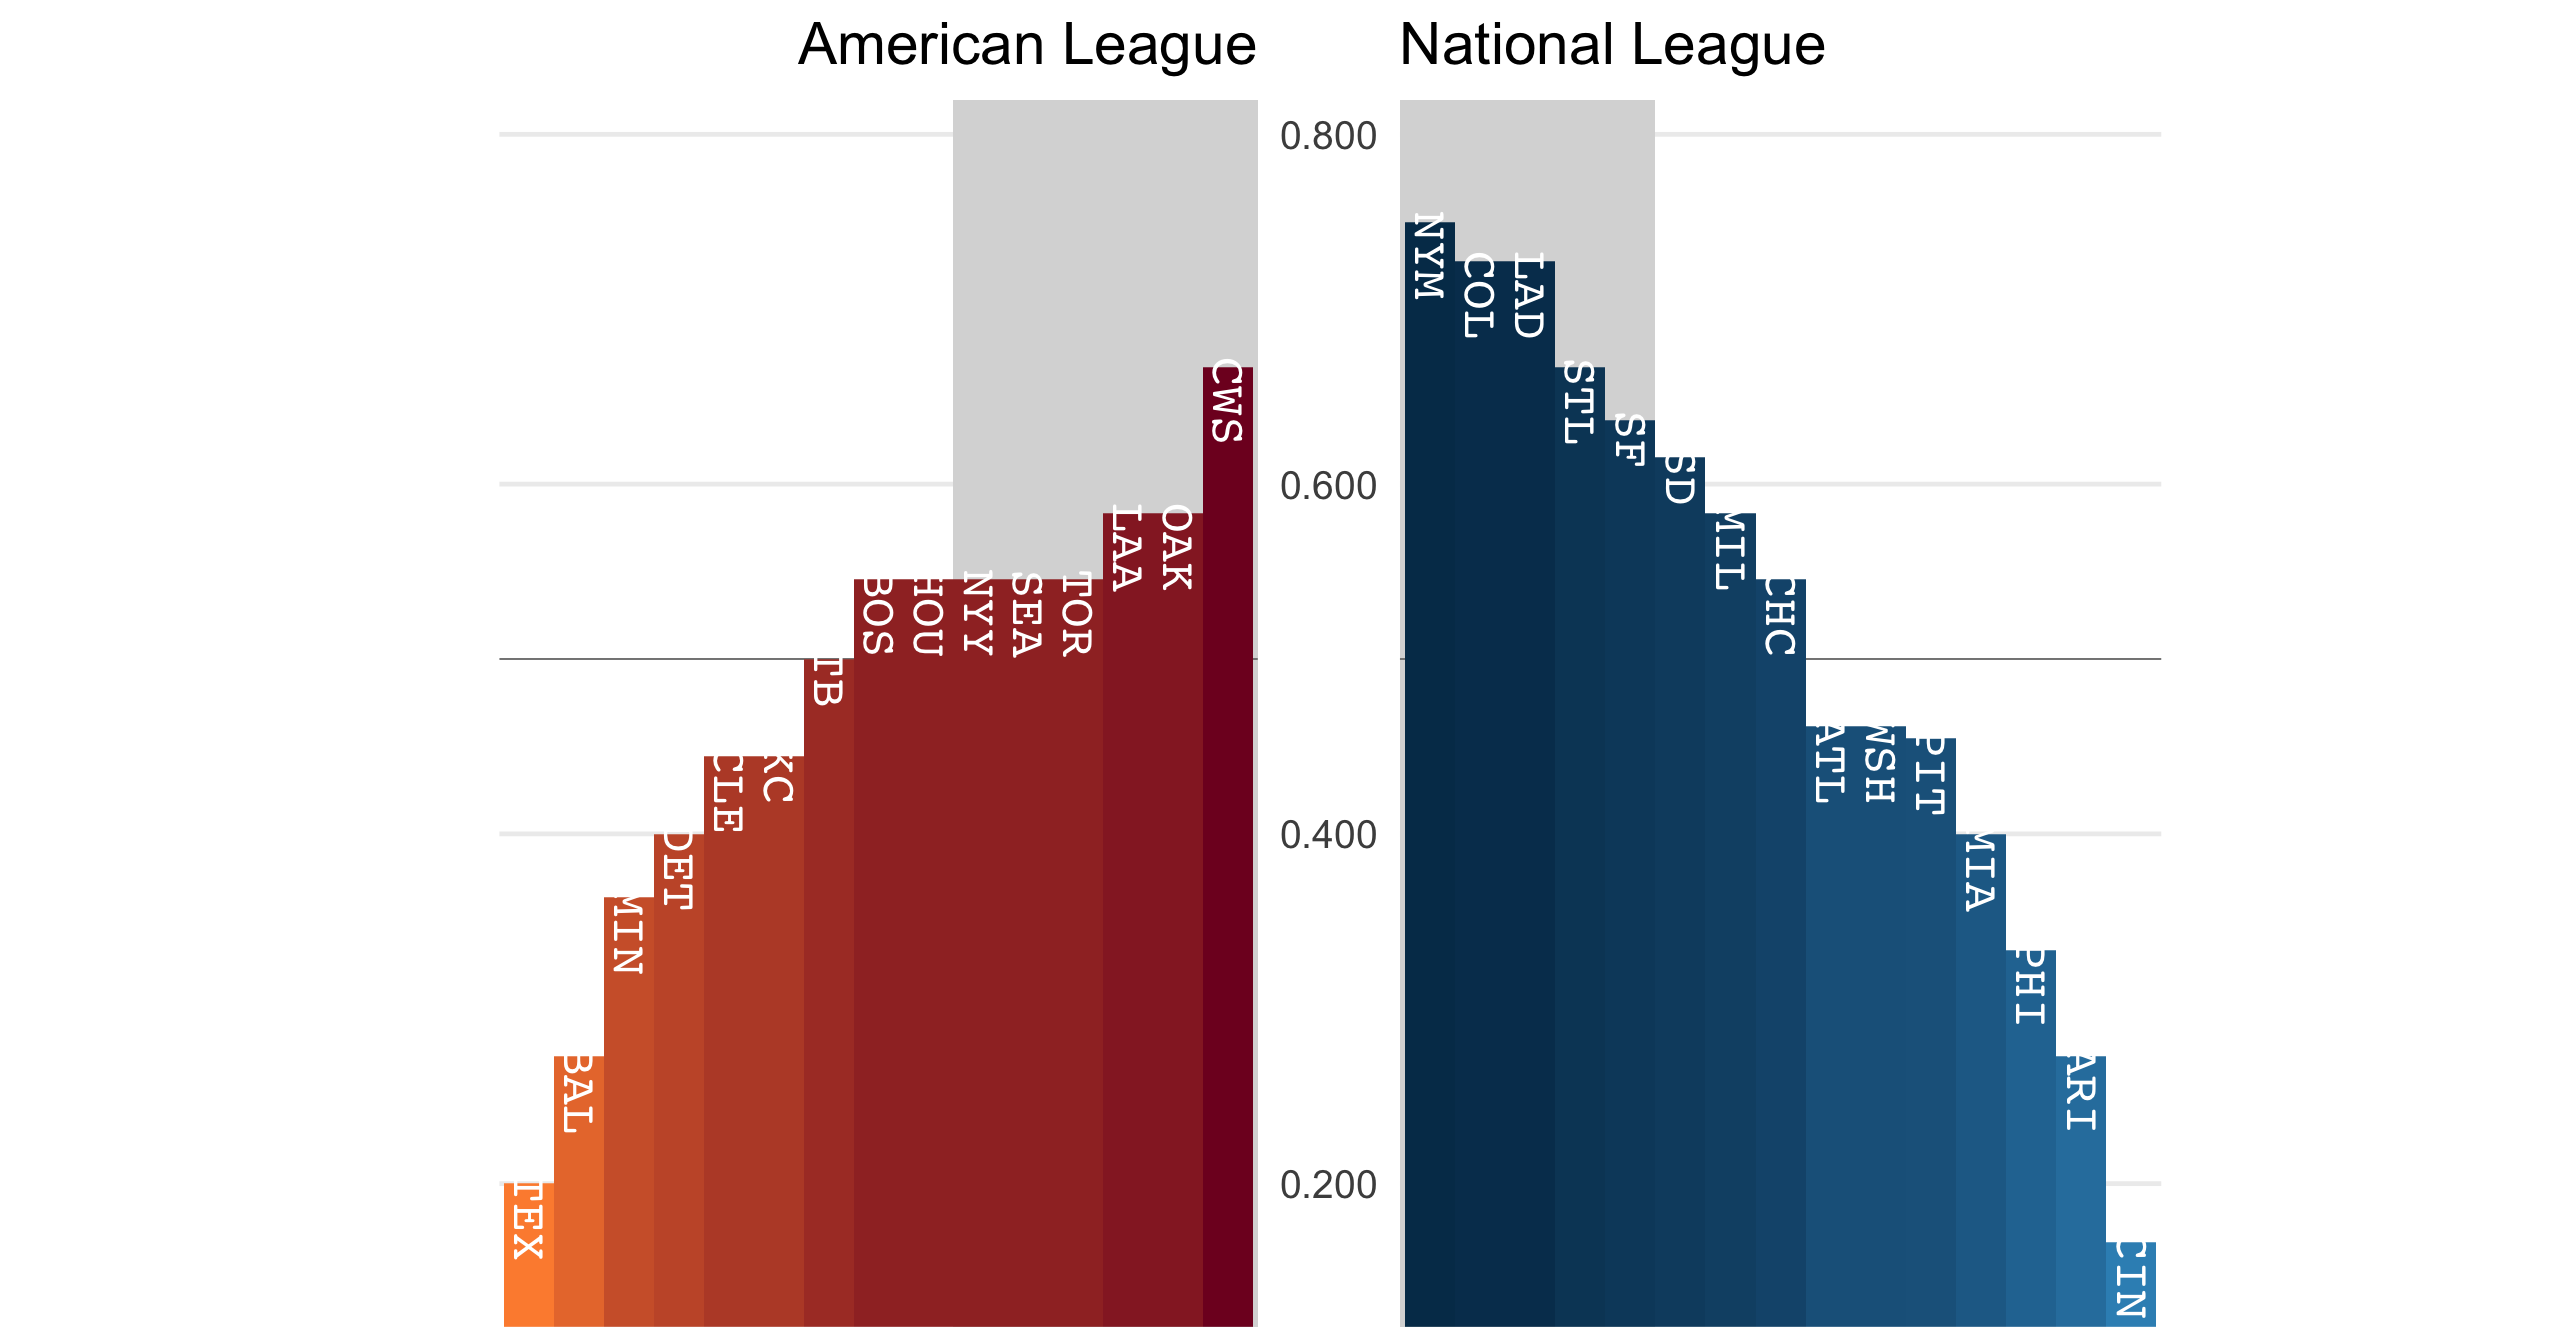 American League
National League
0.800
0.600
0.400
0.200
TEX
BAL
MIN
DET
CLE
KC
TB
BOS
HOU
NYY
SEA
TOR
LAA
OAK
CWS
NYM
COL
LAD
STL
SF
SD
MIL
CHC
ATL
WSH
PIT
MIA
PHI
ARI
CIN